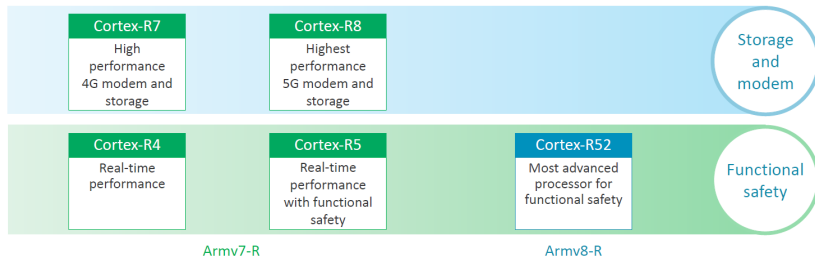 Cortex-R7
High
performance
4G modem and
storage
Cortex-R8
Highest
performance
5G modem and
storage
Storage
and
modem
Cortex-R4
Real-time
performance
Cortex-R5
Real-time
performance
with functional
safety
Cortex-R52
Most advanced
processor for
functional safety
Functional
safety
Armv7-R
Armv8-R